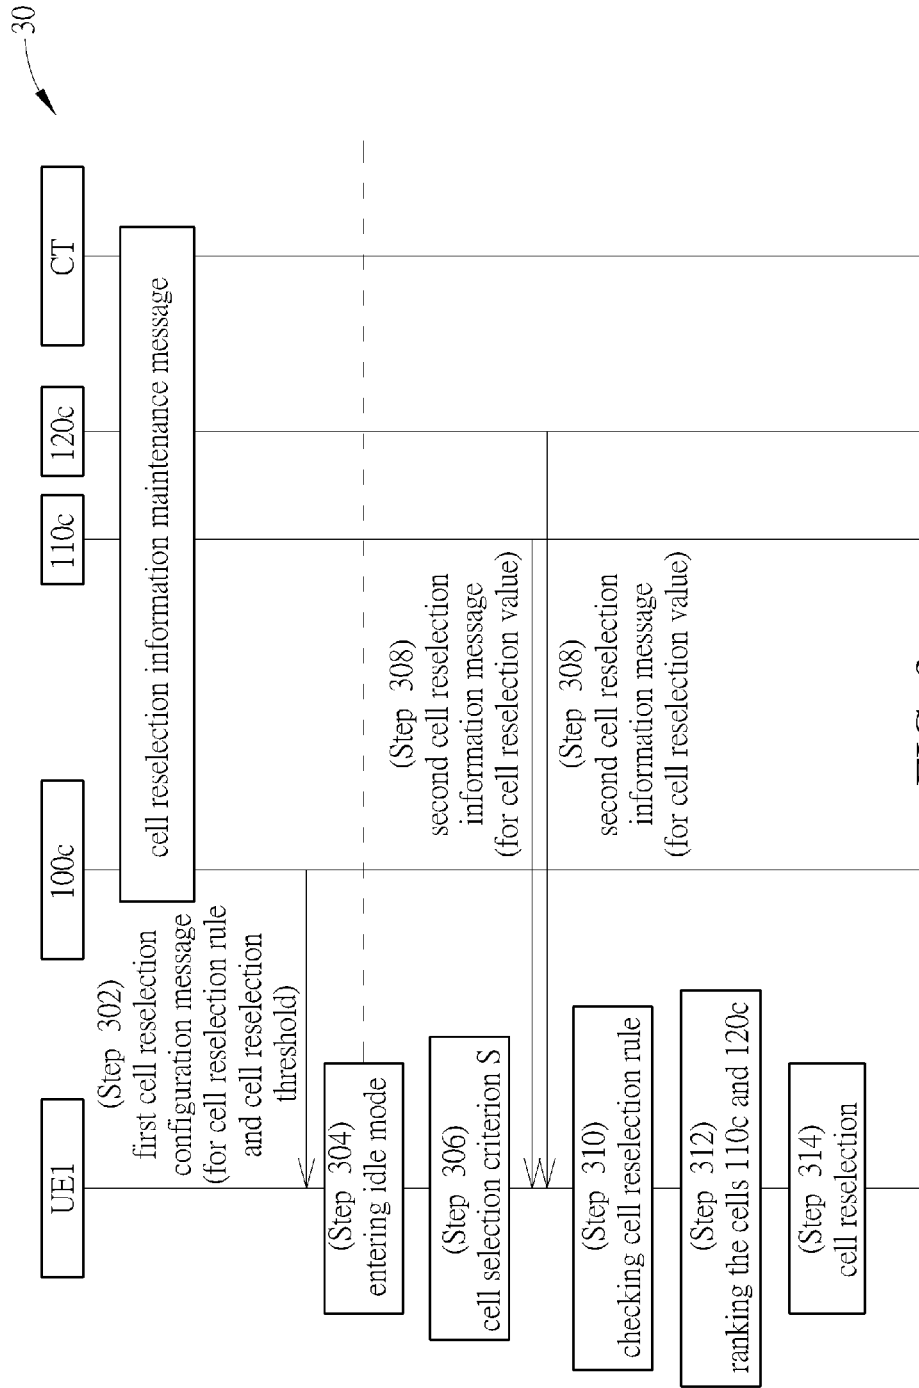 30
UE1
100c
110c
120c
CT
cell reselection information maintenance message
(Step 302)
first cell reselection
configuration message
(for cell reselection rule
and cell reselection
threshold)
(Step 304)
entering idle mode
(Step 306)
cell selection criterion S
(Step 308)
second cell reselection
information message
(for cell reselection value)
(Step 308)
second cell reselection
information message
(for cell reselection value)
(Step 310)
checking cell reselection rule
(Step 312)
ranking the cells 110c and 120c
(Step 314)
cell reselection